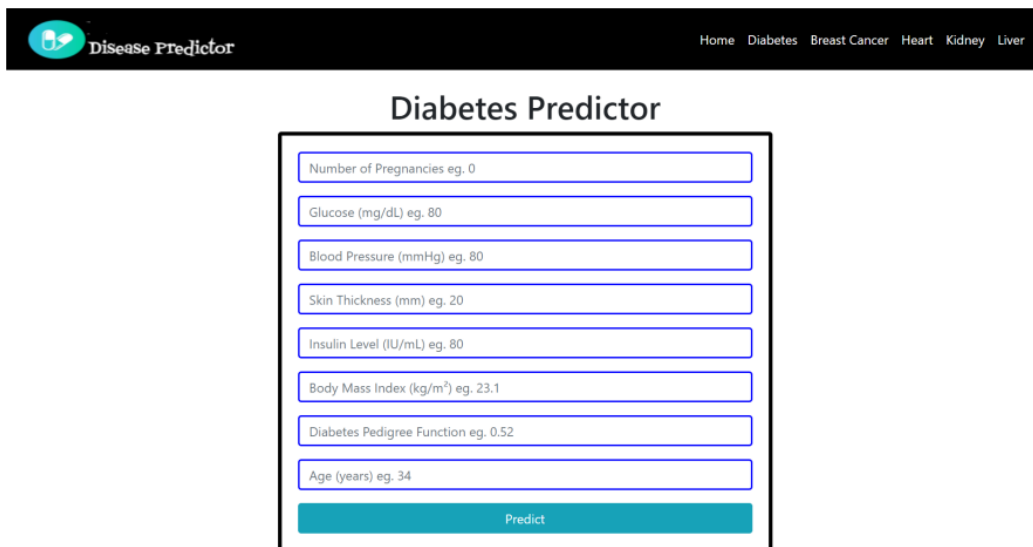 Disease Predictor
Home Diabetes Breast Cancer Heart Kidney Liver
Diabetes Predictor
Number of Pregnancies eg. 0
Glucose (mg/dL) eg. 80
Blood Pressure (mmHg) eg. 80
Skin Thickness (mm) eg. 20
Insulin Level (IU/mL) eg. 80
Body Mass Index (kg/m²) eg. 23.1
Diabetes Pedigree Function eg. 0.52
Age (years) eg. 34
Predict